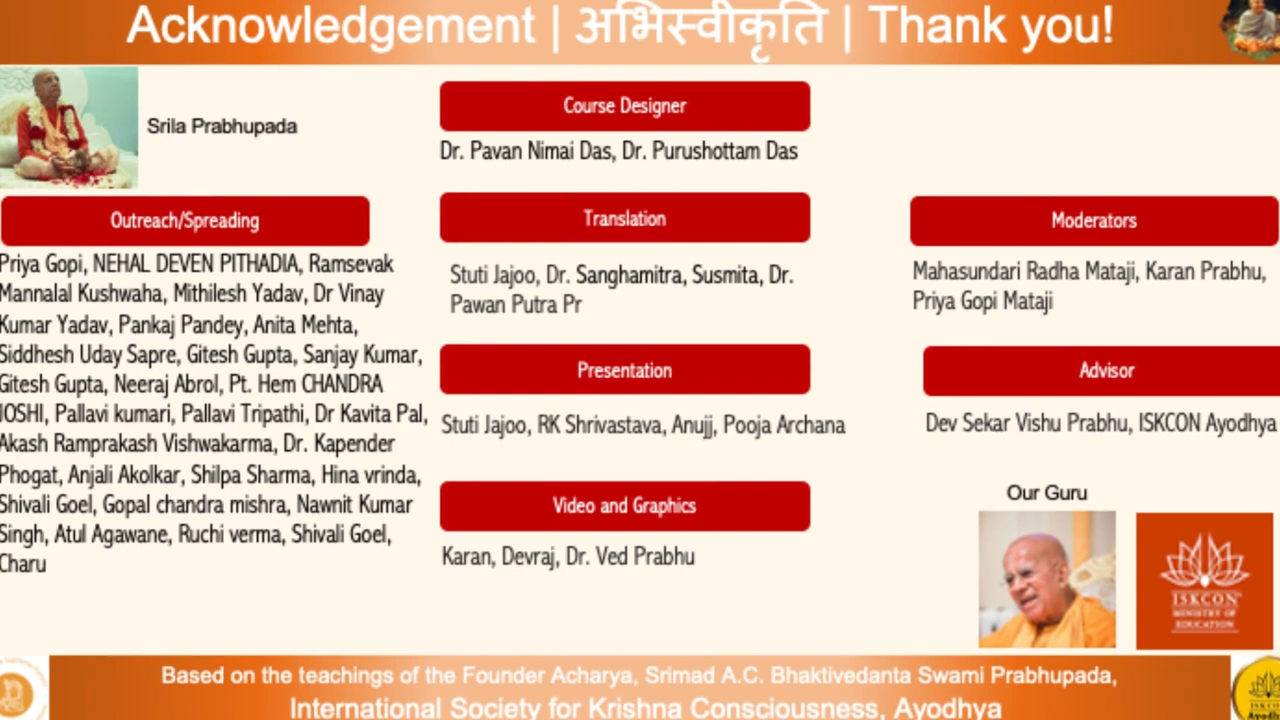 Acknowledgement | अभिस्वीकृति | Thank you!
Srila Prabhupada
Course Designer
Dr. Pavan Nimai Das, Dr. Purushottam Das
Outreach/Spreading
Priya Gopi, NEHAL DEVEN PITHADIA, Ramsevak
Mannalal Kushwaha, Mithilesh Yadav, Dr Vinay
Kumar Yadav, Pankaj Pandey, Anita Mehta,
Siddhesh Uday Sapre, Gitesh Gupta, Sanjay Kumar,
Gitesh Gupta, Neeraj Abrol, Pt. Hem CHANDRA
JOSHI, Pallavi kumari, Pallavi Tripathi, Dr Kavita Pal,
Akash Ramprakash Vishwakarma, Dr. Kapender
Phogat, Anjali Akolkar, Shilpa Sharma, Hina vrinda,
Shivali Goel, Gopal chandra mishra, Nawnit Kumar
Singh, Atul Agawane, Ruchi verma, Shivali Goel,
Charu
Translation
Stuti Jajoo, Dr. Sanghamitra, Susmita, Dr.
Pawan Putra Pr
Presentation
Stuti Jajoo, RK Shrivastava, Anujj, Pooja Archana
Video and Graphics
Karan, Devraj, Dr. Ved Prabhu
Moderators
Mahasundari Radha Mataji, Karan Prabhu,
Priya Gopi Mataji
Advisor
Dev Sekar Vishu Prabhu, ISKCON Ayodhya
Our Guru
ISKCON
MINISTRY OF
EDUCATION
Based on the teachings of the Founder Acharya, Srimad A.C. Bhaktivedanta Swami Prabhupada,
International Society for Krishna Consciousness, Ayodhya